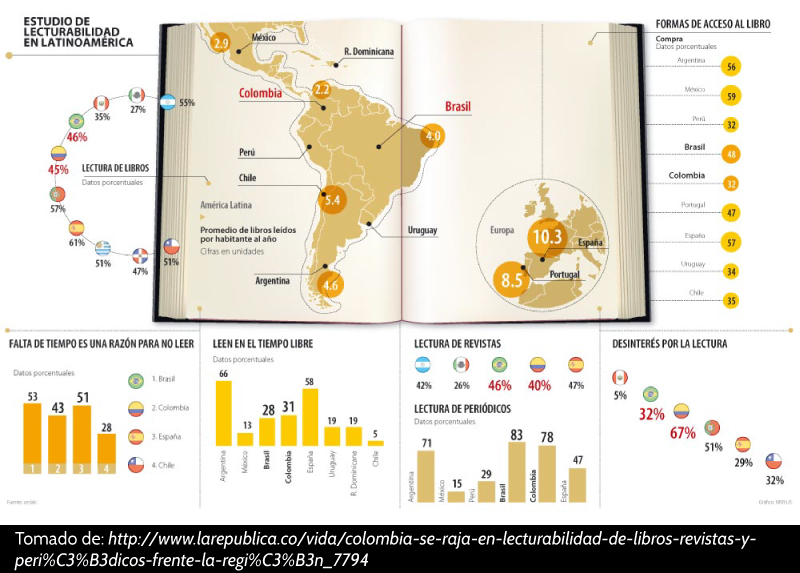 ESTUDIO DE
LECTURABILIDAD
EN LATINOAMÉRICA
55%
27%
35%
46%
45%
57%
61%
51%
47%
51%
LECTURA DE LIBROS
Datos porcentuales
2.9
México
R. Dominicana
Colombia
2.2
Brasil
4.0
Perú
Chile
5.4
América Latina
Promedio de libros leídos
por habitante al año
Cifras en unidades
Uruguay
Argentina
4.6
Europa
10.3
España
8.5
Portugal
FORMAS DE ACCESO AL LIBRO
Compra
Datos porcentuales
Argentina 56
México 59
Perú 32
Brasil 48
Colombia 32
Portugal 47
España 57
Uruguay 34
Chile 35
FALTA DE TIEMPO ES UNA RAZÓN PARA NO LEER
Datos porcentuales
53 43 51 28
1 2 3 4
1. Brasil
2. Colombia
3. España
4. Chile
LEEN EN EL TIEMPO LIBRE
Datos porcentuales
66 13 28 31 58 19 19 5
Argentina México Brasil Colombia España Uruguay R. Dominicana Chile
LECTURA DE REVISTAS
42% 26% 46% 40% 47%
LECTURA DE PERIÓDICOS
Datos porcentuales
71 15 29 83 78 47
Argentina México Perú Brasil Colombia España
DESINTERÉS POR LA LECTURA
5%
32%
67%
51%
29%
32%
Tomado de: http://www.larepublica.co/vida/colombia-se-raja-en-lecturabilidad-de-libros-revistas-y-
peri%C3%B3dicos-frente-la-regi%C3%B3n_7794